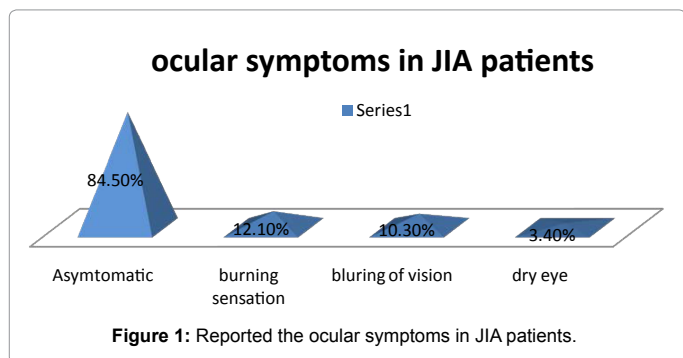 ocular symptoms in JIA patients
Series1
84.50%
12.10%
10.30%
3.40%
Asymtomatic
burning
sensation
bluring of vision
dry eye
Figure 1: Reported the ocular symptoms in JIA patients.